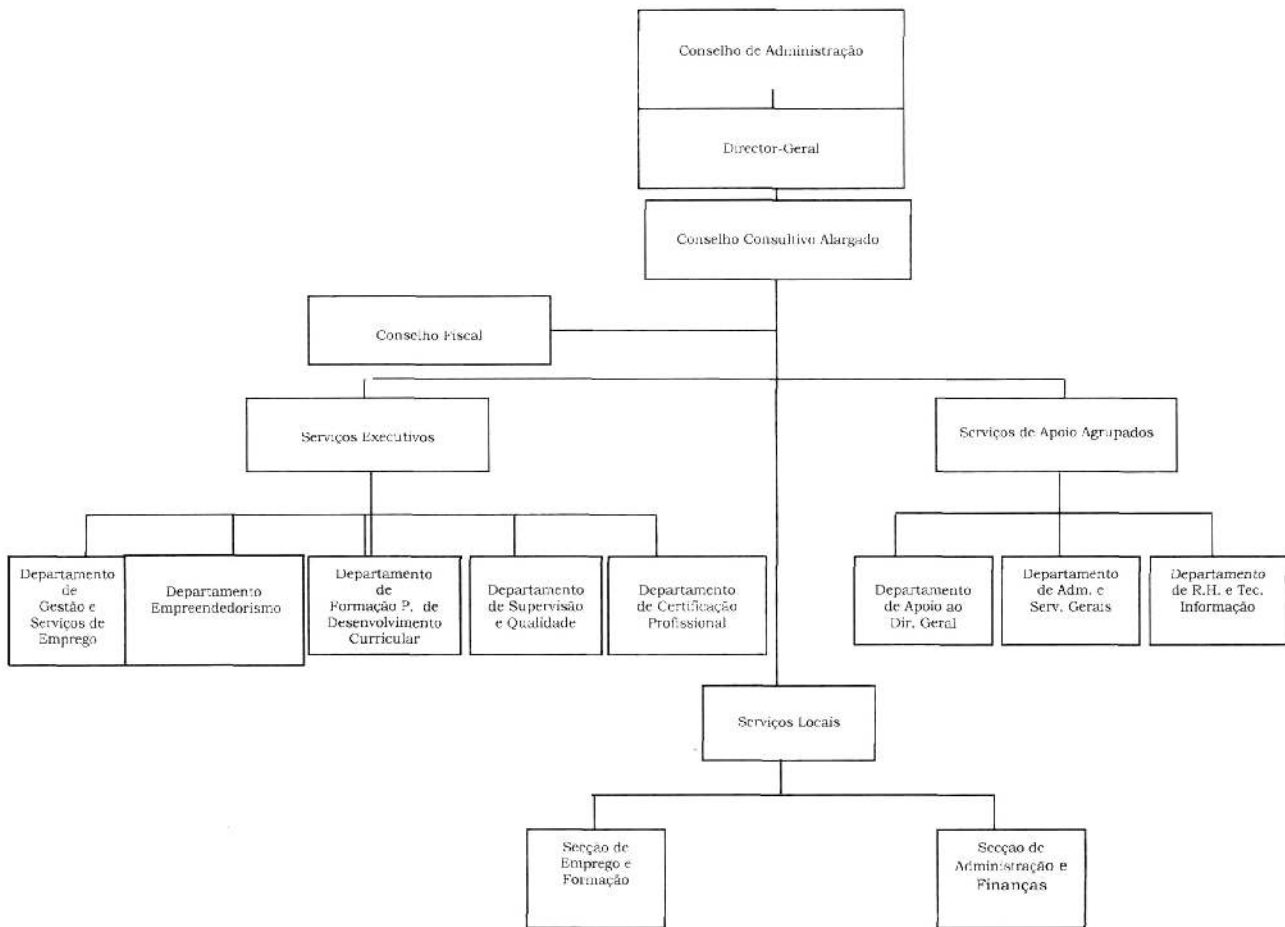 Conselho de Administração
Director-Geral
Conselho Consultivo Alargado
Conselho Fiscal
Serviços Executivos
Serviços de Apoio Agrupados
Departamento
de
Gestão e
Serviços de
Emprego
Departamento
Empreendedorismo
Departamento
de
Formação P. de
Desenvolvimento
Curricular
Departamento
de Supervisão
e Qualidade
Departamento
de Certificação
Profissional
Departamento
de Apoio ao
Dir. Geral
Departamento
de Adm. e
Serv. Gerais
Departamento
de R.H. e Tec.
Informação
Serviços Locais
Secção de
Emprego e
Formação
Secção de
Administração e
Finanças